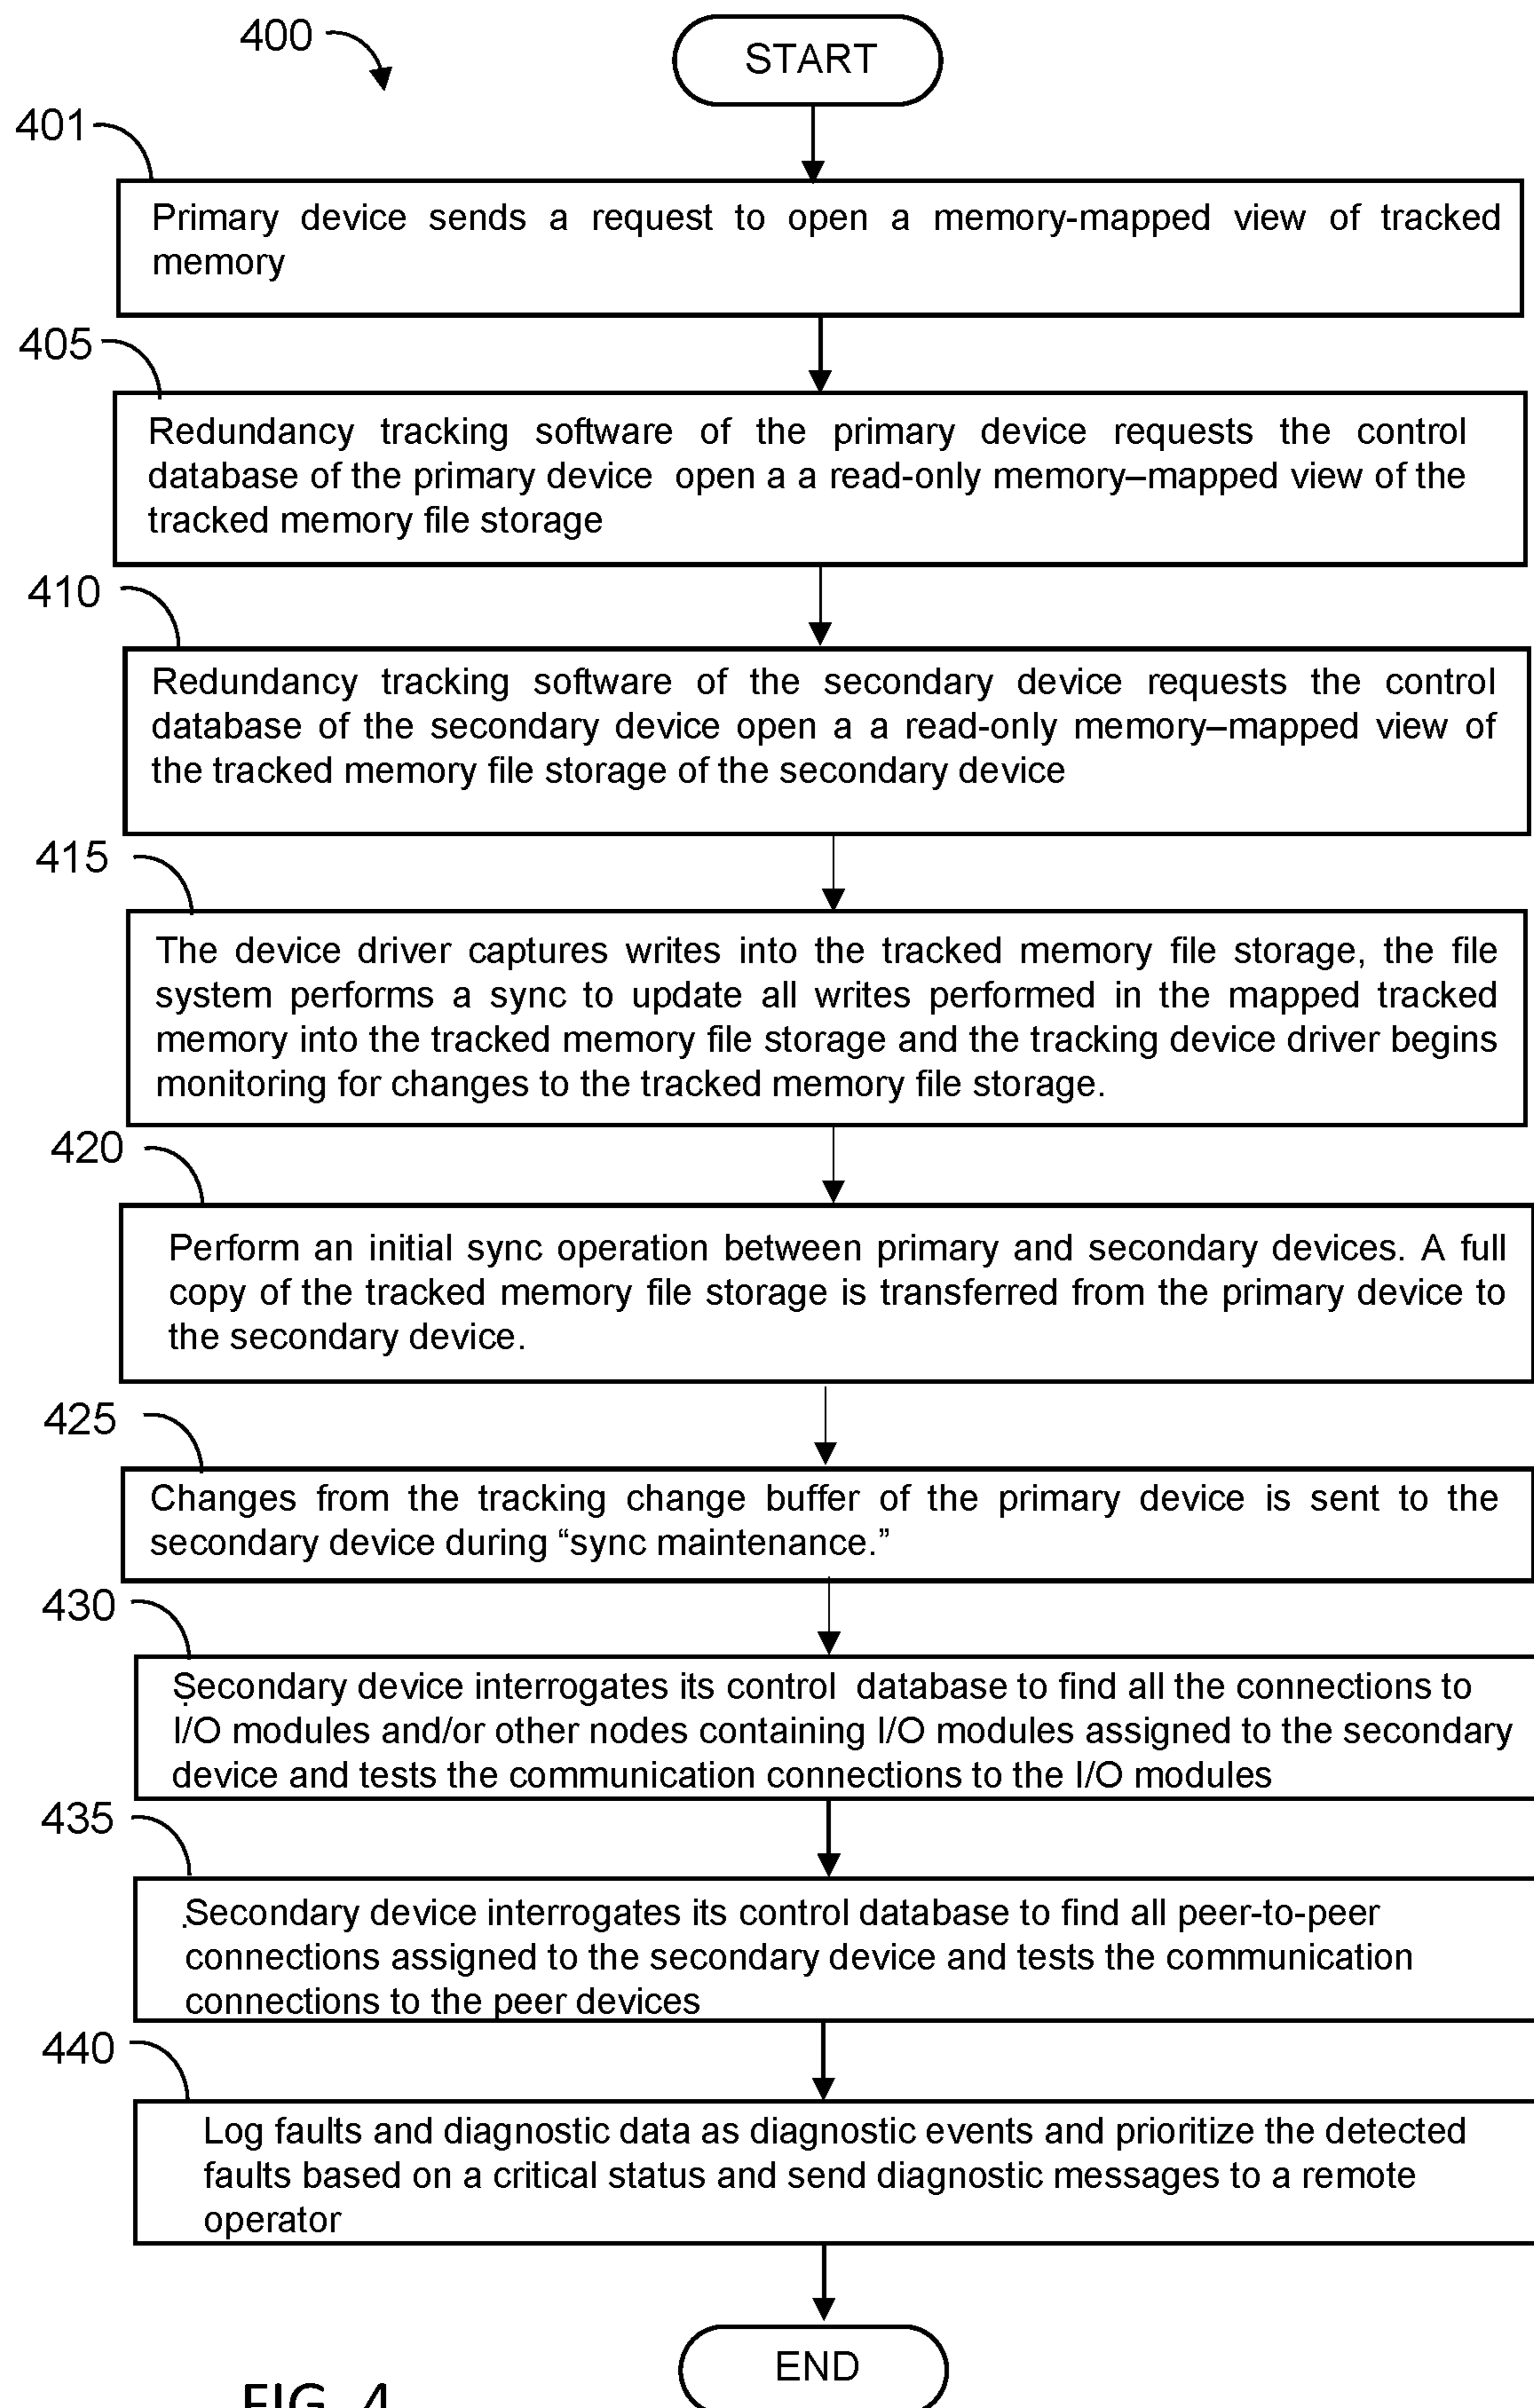 400
START
401
Primary device sends a request to open a memory-mapped view of tracked
memory
405
Redundancy tracking software of the primary device requests the control
database of the primary device open a a read-only memory–mapped view of the
tracked memory file storage
410
Redundancy tracking software of the secondary device requests the control
database of the secondary device open a a read-only memory–mapped view of
the tracked memory file storage of the secondary device
415
The device driver captures writes into the tracked memory file storage, the file
system performs a sync to update all writes performed in the mapped tracked
memory into the tracked memory file storage and the tracking device driver begins
monitoring for changes to the tracked memory file storage.
420
Perform an initial sync operation between primary and secondary devices. A full
copy of the tracked memory file storage is transferred from the primary device to
the secondary device.
425
Changes from the tracking change buffer of the primary device is sent to the
secondary device during “sync maintenance.”
430
Secondary device interrogates its control database to find all the connections to
I/O modules and/or other nodes containing I/O modules assigned to the secondary
device and tests the communication connections to the I/O modules
435
.Secondary device interrogates its control database to find all peer-to-peer
connections assigned to the secondary device and tests the communication
connections to the peer devices
440
Log faults and diagnostic data as diagnostic events and prioritize the detected
faults based on a critical status and send diagnostic messages to a remote
operator
END
FIG. 4